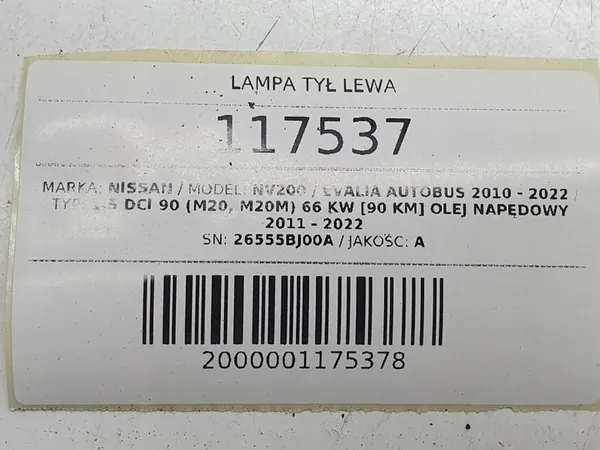 LAMPA TYŁ LEWA
117537
MARKA: NISSAN / MODEL: NV200 / EVALIA AUTOBUS 2010 - 2022 /
TYP: 1.5 DCI 90 (M20, M20M) 66 KW [90 KM] OLEJ NAPĘDOWY
2011 - 2022
SN: 26555BJ00A / JAKOŚC: A
2000001175378